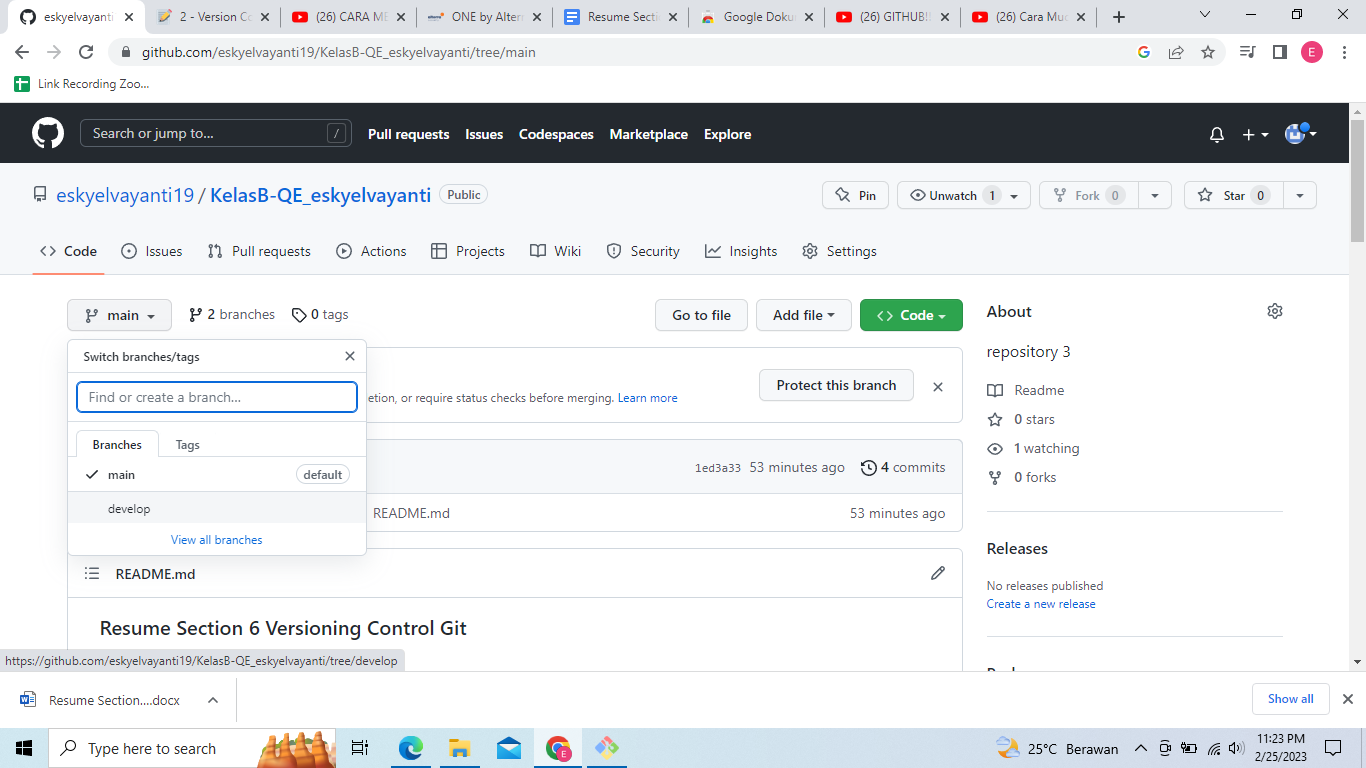 eskyelvayanti
2 - Version Co
(26) CARA ME
ONE by Altern
Resume Secti
Google Doku
(26) GITHUB!
(26) Cara Mud
github.com/eskyelvayanti19/KelasB-QE_eskyelvayanti/tree/main
E
Link Recording Zoo...
Search or jump to...
/
Pull requests
Issues
Codespaces
Marketplace
Explore
eskyelvayanti19 / KelasB-QE_eskyelvayanti
Public
Pin
Unwatch 1
Fork 0
Star 0
Code
Issues
Pull requests
Actions
Projects
Wiki
Security
Insights
Settings
main
2 branches
0 tags
Go to file
Add file
Code
Switch branches/tags
Find or create a branch...
Branches
Tags
main
default
develop
View all branches
Protect this branch
etion, or require status checks before merging. Learn more
1ed3a33 53 minutes ago
4 commits
README.md
53 minutes ago
README.md
Resume Section 6 Versioning Control Git
About
repository 3
Readme
0 stars
1 watching
0 forks
Releases
No releases published
Create a new release
https://github.com/eskyelvayanti19/KelasB-QE_eskyelvayanti/tree/develop
Resume Section....docx
Show all
Type here to search
E
25°C Berawan
11:23 PM
2/25/2023